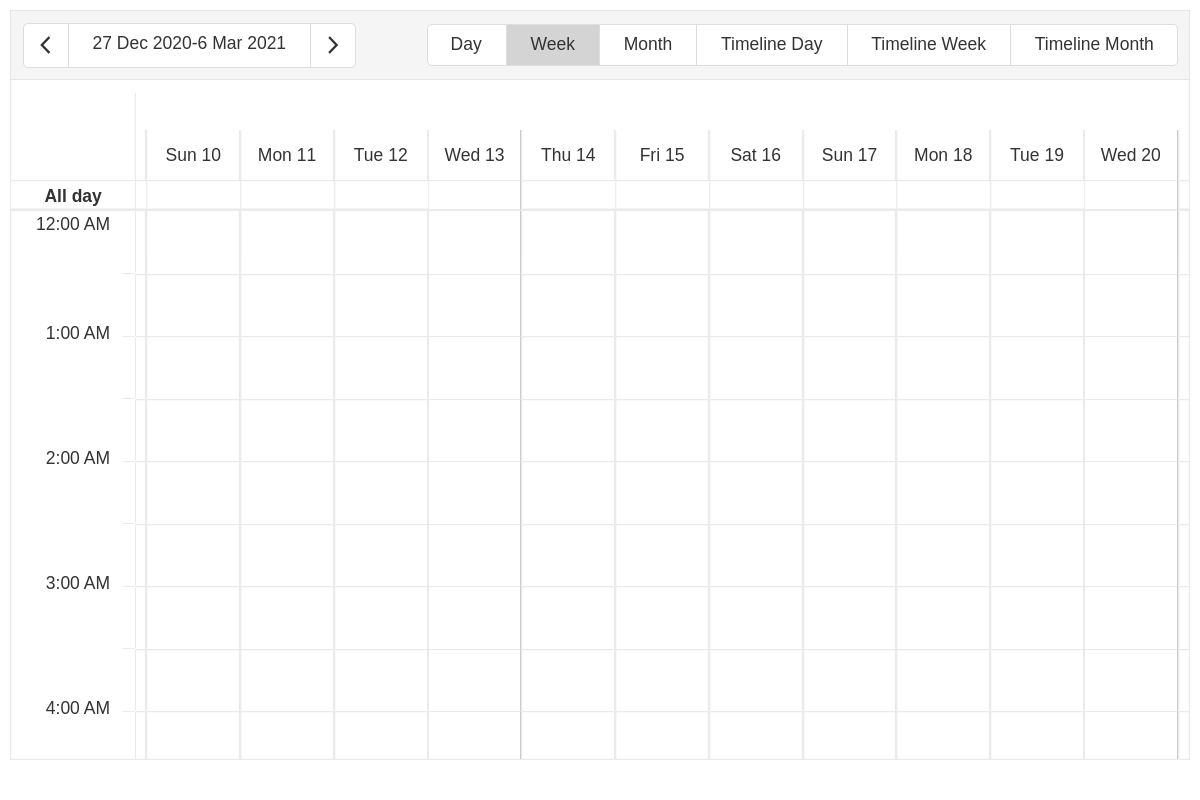 27 Dec 2020-6 Mar 2021 Day Week Month Timeline Day Timeline Week Timeline Month
Sun 10 Mon 11 Tue 12 Wed 13 Thu 14 Fri 15 Sat 16 Sun 17 Mon 18 Tue 19 Wed 20
All day
12:00 AM
1:00 AM
2:00 AM
3:00 AM
4:00 AM